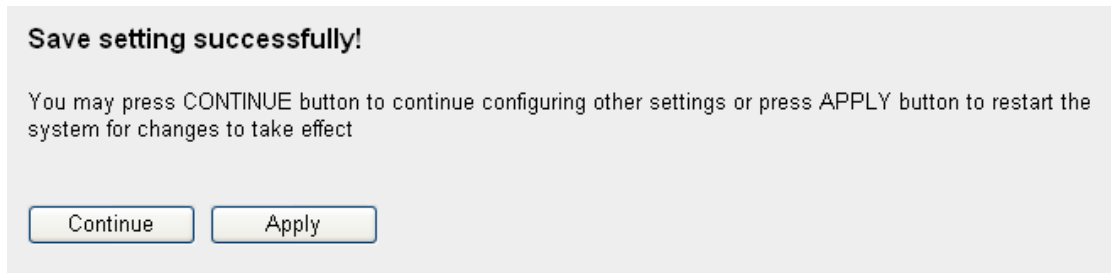 Save setting successfully!
You may press CONTINUE button to continue configuring other settings or press APPLY button to restart the
system for changes to take effect
Continue
Apply